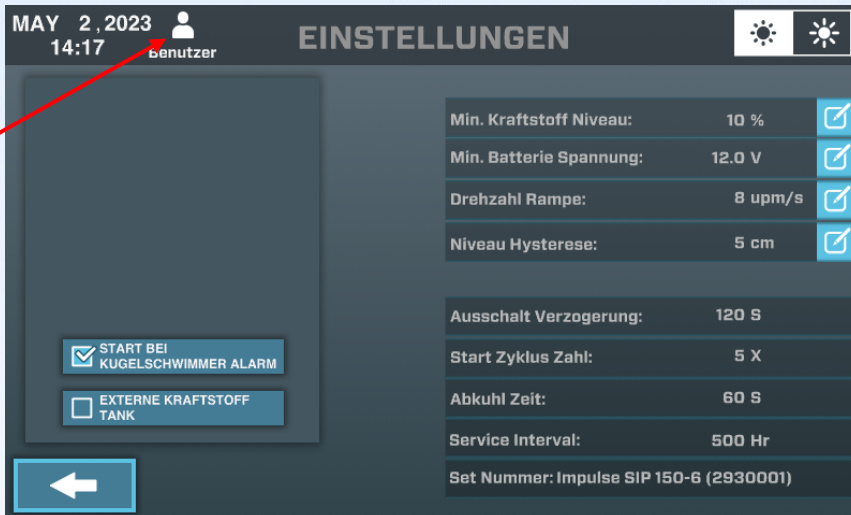 MAY 2,2023
14:17
Benutzer
EINSTELLUNGEN
Min. Kraftstoff Niveau: 10 %
Min. Batterie Spannung: 12.0 V
Drehzahl Rampe: 8 upm/s
Niveau Hysterese: 5 cm
Ausschalt Verzogerung: 120 S
Start Zyklus Zahl: 5 X
Abkuhl Zeit: 60 S
Service Interval: 500 Hr
Set Nummer: Impulse SIP 150-6 (2930001)
START BEI
KUGELSCHWIMMER ALARM
EXTERNE KRAFTSTOFF
TANK